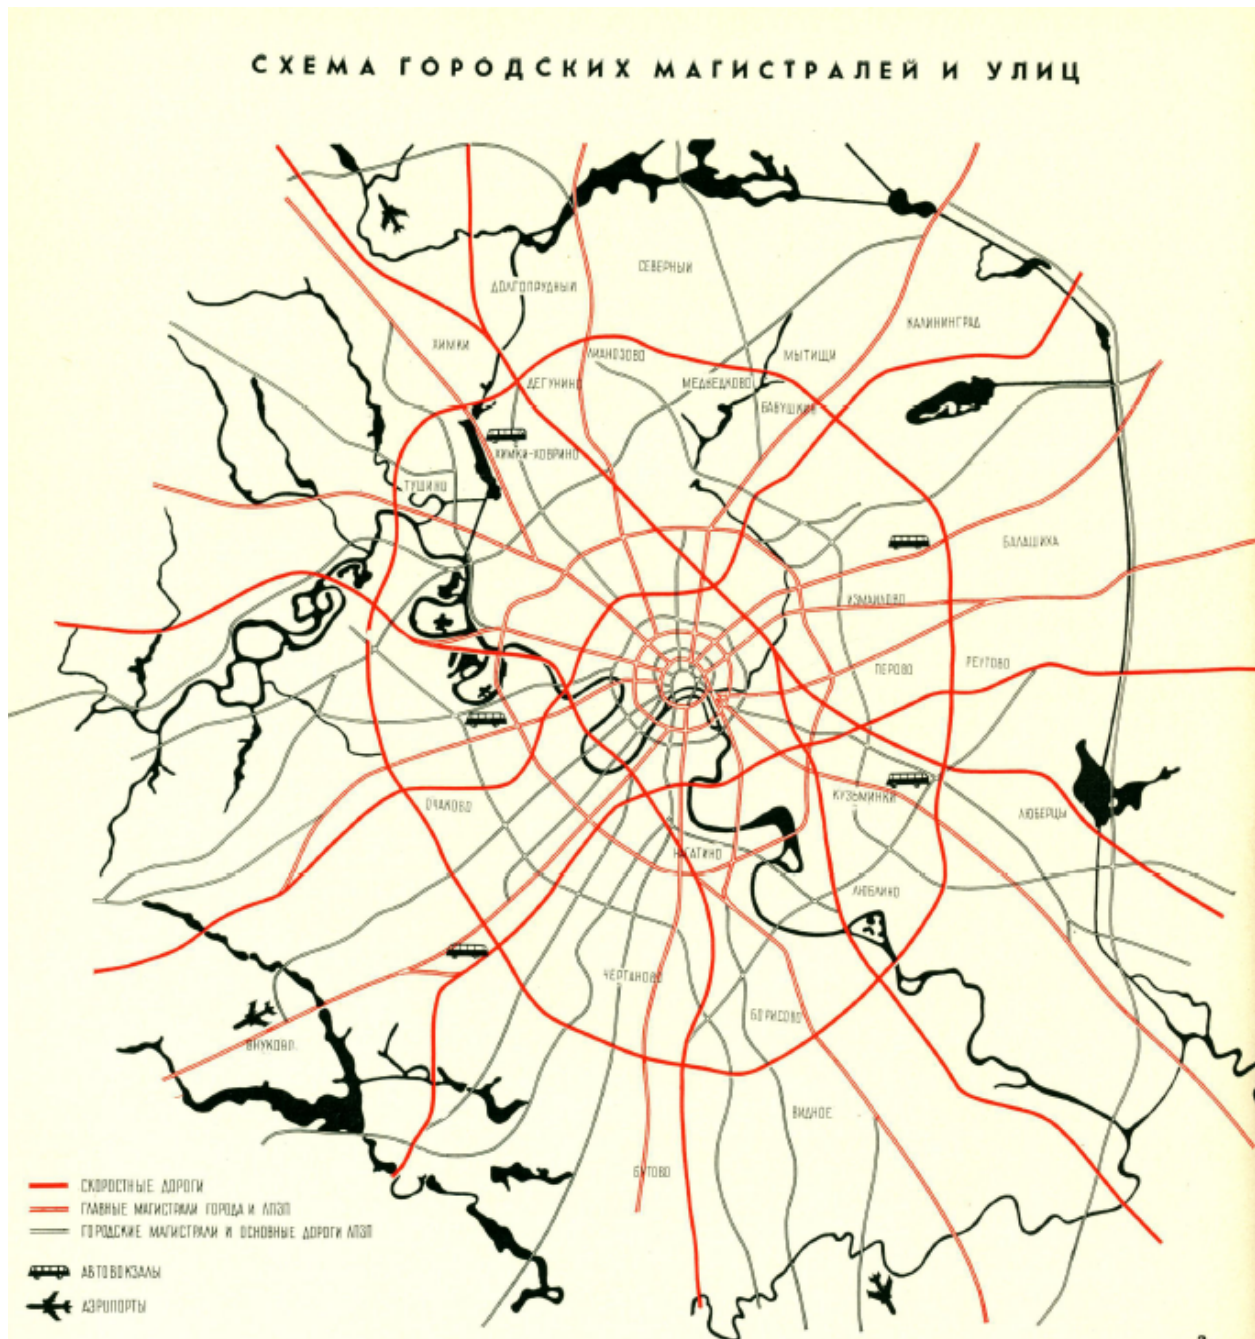 СХЕМА ГОРОДСКИХ МАГИСТРАЛЕЙ И УЛИЦ
СЕВЕРНЫЙ
ДОЛГОПРУДНЫЙ
КАЛИНИНГРАД
ХИМКИ
ЛИАНОЗОВО
МЫТИЩИ
ДЕГУНИНО
МЕДВЕДКОВО
БАБУШКИН
ХИМКИ-ХОВРИНО
ТУШИНО
БАЛАШИХА
ИЗМАЙЛОВО
ПЕРОВО
РЕУТОВО
КУЗЬМИНКИ
ОЧАКОВО
ЛЮБЕРЦЫ
НАГАТИНО
ЛЮБЛИНО
ЧЕРТАНОВО
БОРИСОВО
ВНУКОВО
ВИДНОЕ
БУТОВО
СКОРОСТНЫЕ ДОРОГИ
ГЛАВНЫЕ МАГИСТРАЛИ ГОРОДА И ЛПЗП
ГОРОДСКИЕ МАГИСТРАЛИ И ОСНОВНЫЕ ДОРОГИ ЛПЗП
АВТОВОКЗАЛЫ
АЭРОПОРТЫ